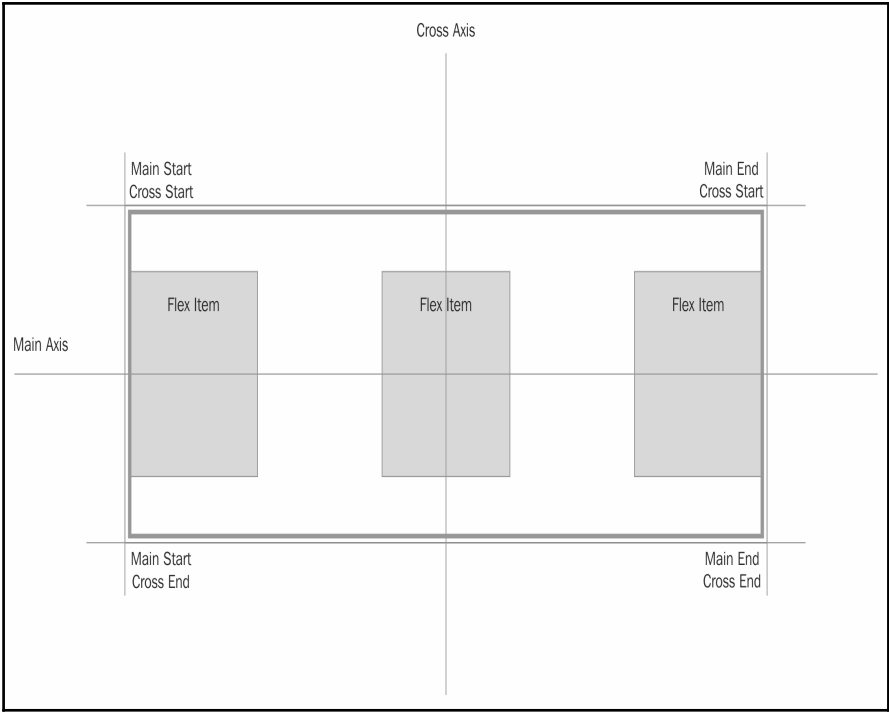 Cross Axis
Main Start
Cross Start
Main End
Cross Start
Flex Item
Flex Item
Flex Item
Main Axis
Main Start
Cross End
Main End
Cross End